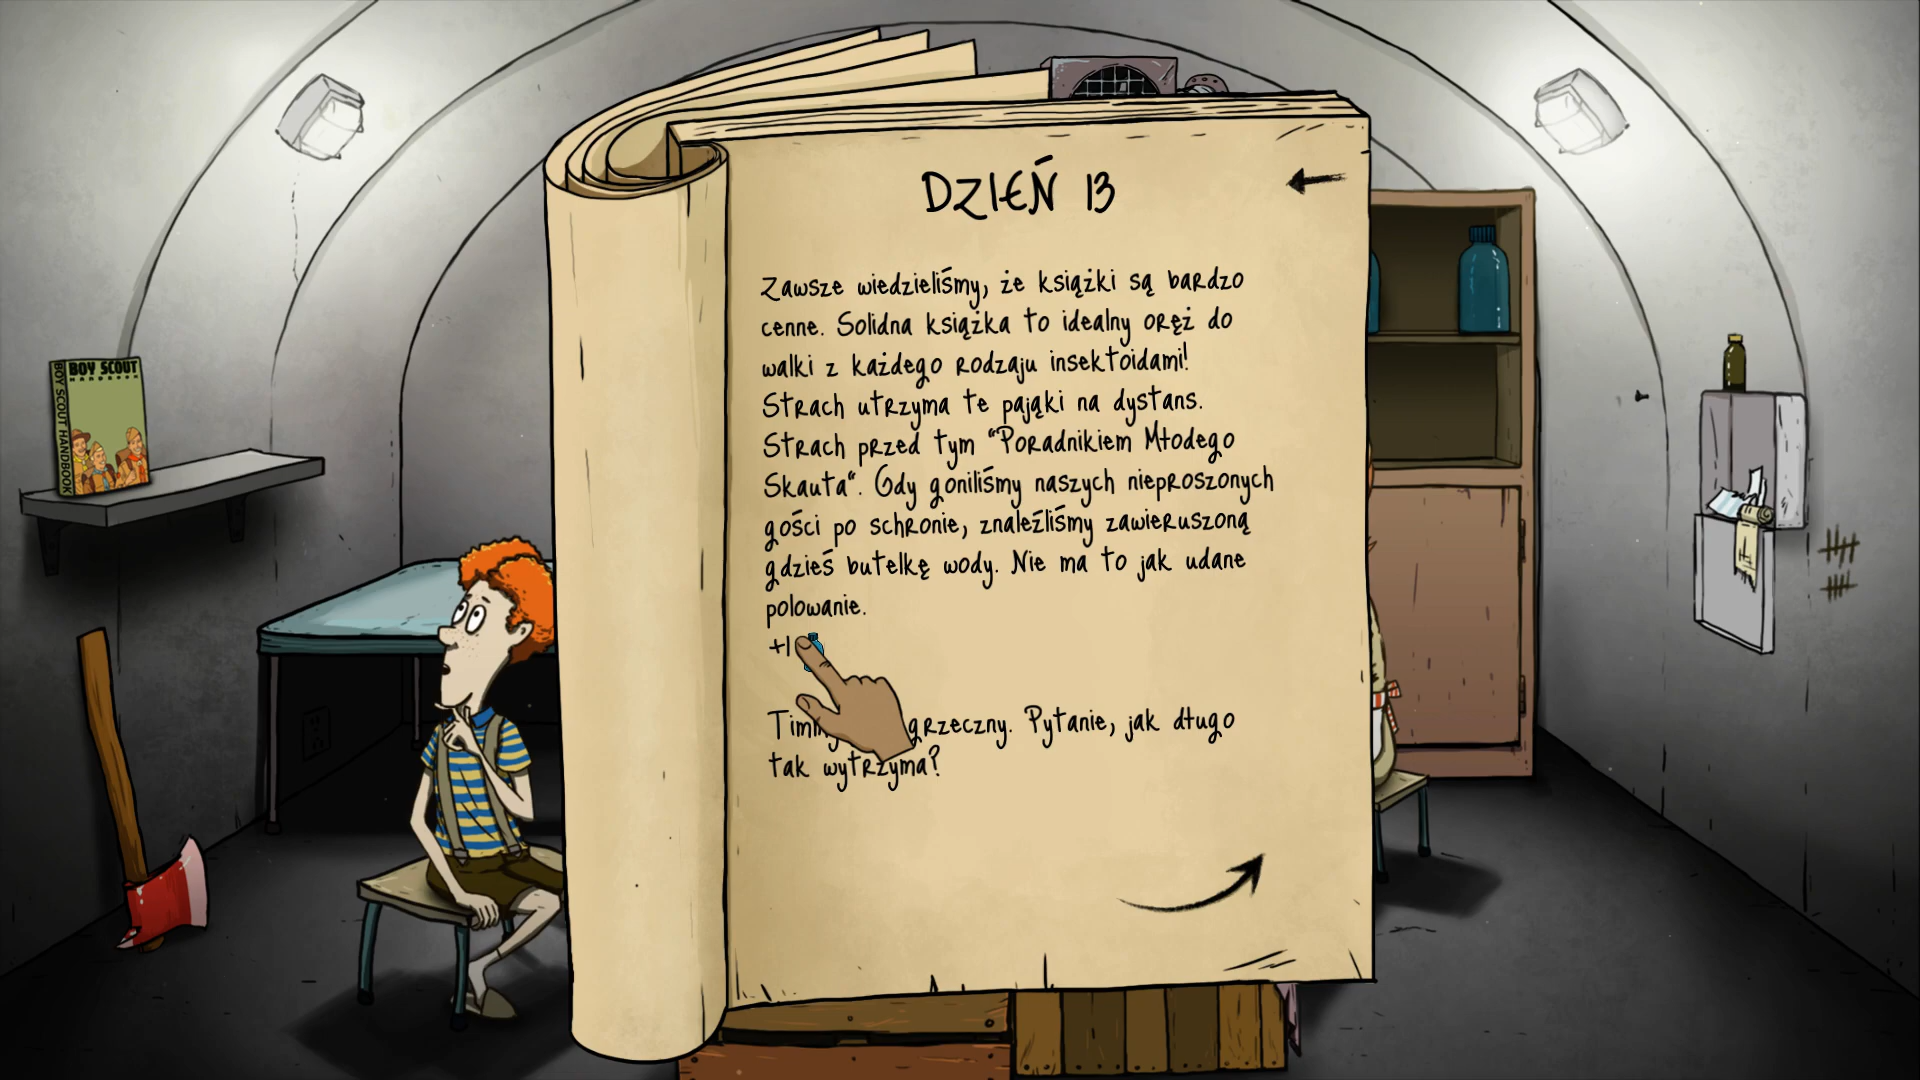 DZIEŃ 13
Zawsze wiedzieliśmy, że książki są bardzo
cenne. Solidna książka to idealny oręż do
walki z każdego rodzaju insektoidami!
Strach utrzyma te pająki na dystans.
Strach przed tym "Poradnikiem Młodego
Skauta". Gdy goniliśmy naszych nieproszonych
gości po schronie, znaleźliśmy zawieruszoną
gdzieś butelkę wody. Nie ma to jak udane
polowanie.
+1
grzeczny. Pytanie, jak długo
tak wytrzyma?
BOY SCOUT
HANDBOOK
BOY SCOUT HANDBOOK